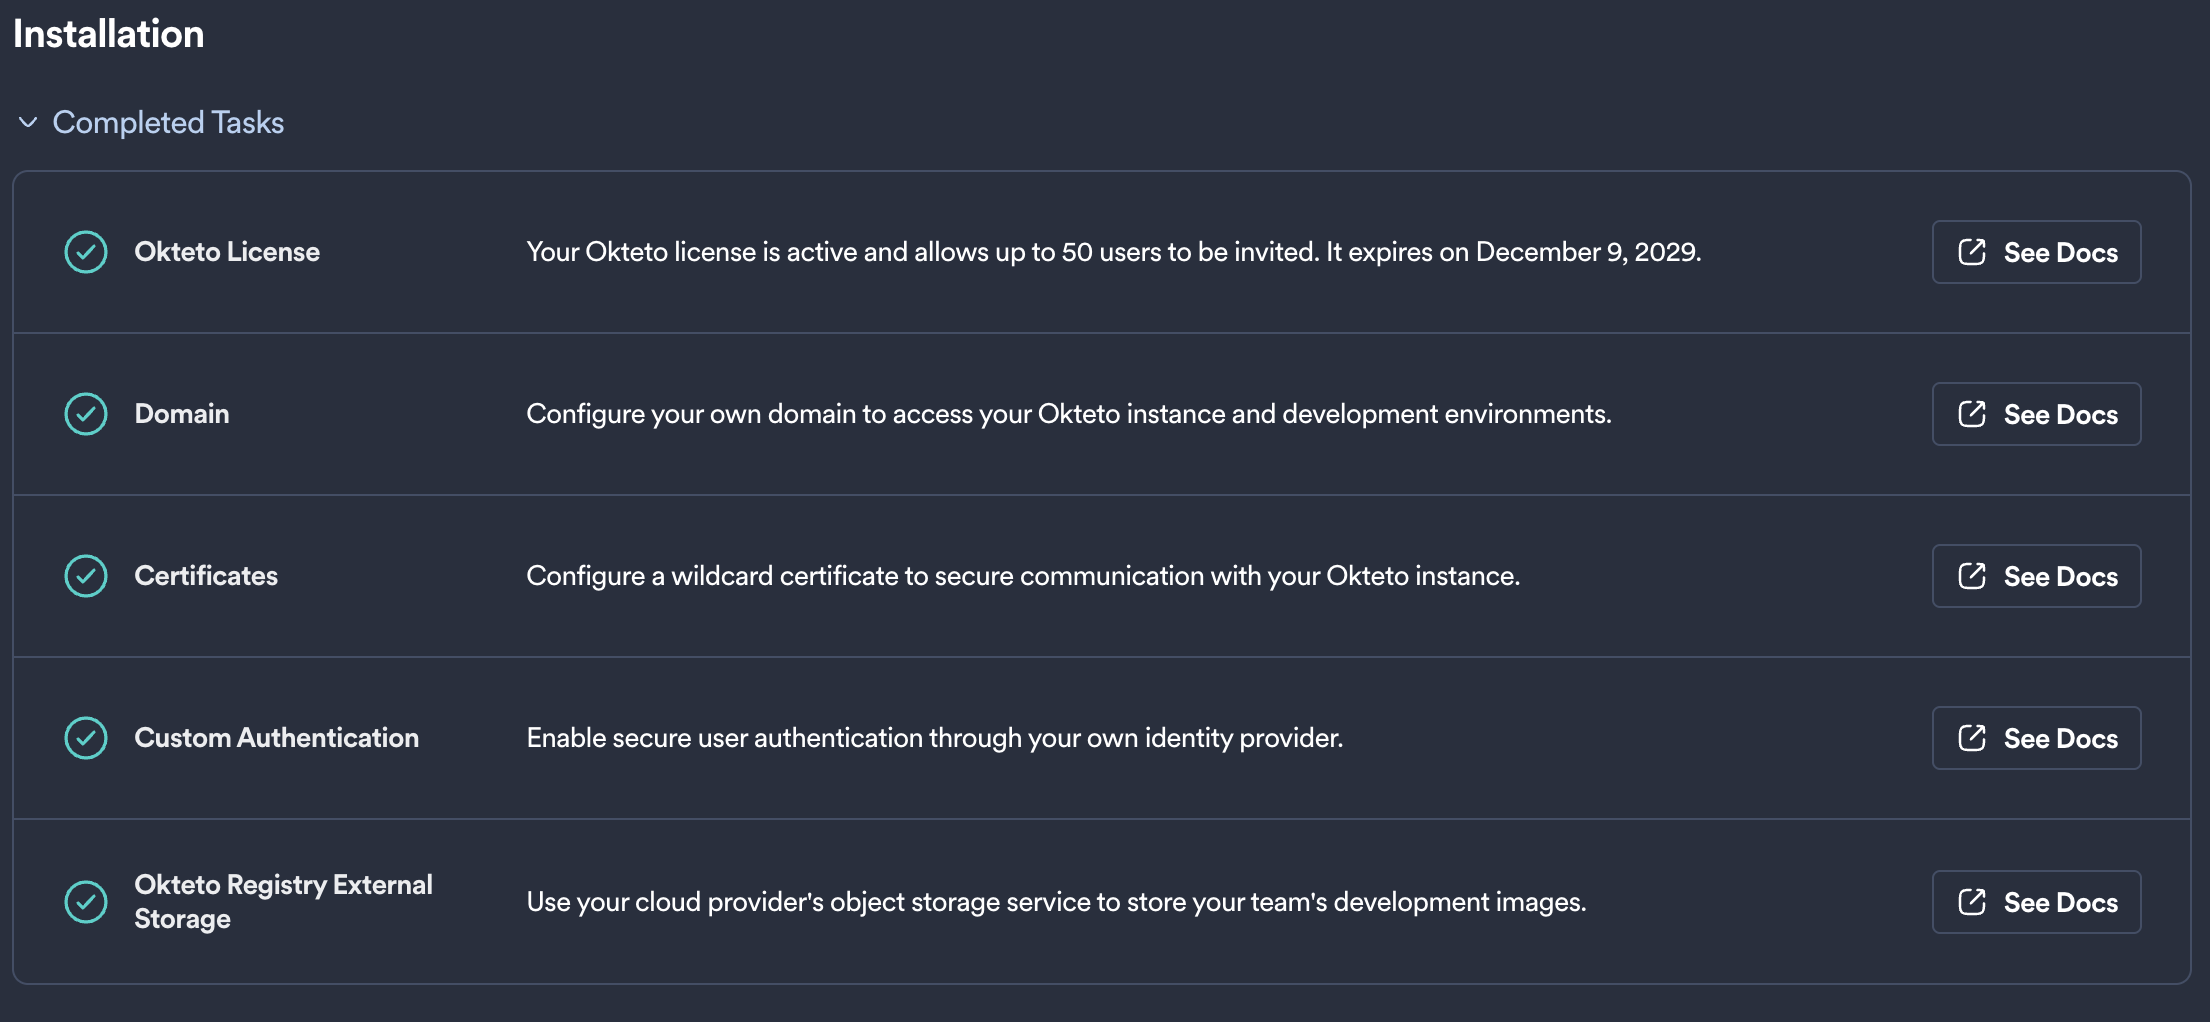 Installation
Completed Tasks
Okteto License
Your Okteto license is active and allows up to 50 users to be invited. It expires on December 9, 2029.
See Docs
Domain
Configure your own domain to access your Okteto instance and development environments.
See Docs
Certificates
Configure a wildcard certificate to secure communication with your Okteto instance.
See Docs
Custom Authentication
Enable secure user authentication through your own identity provider.
See Docs
Okteto Registry External
Storage
Use your cloud provider's object storage service to store your team's development images.
See Docs